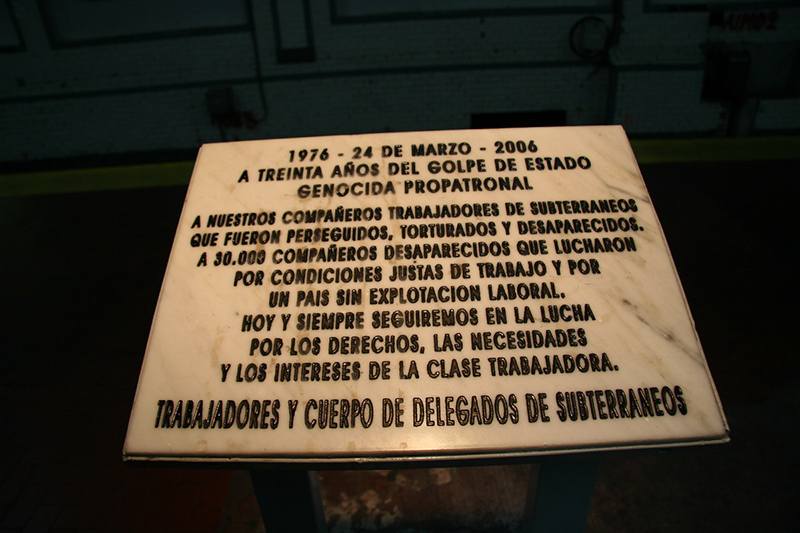 1976 - 24 DE MARZO - 2006
A TREINTA AÑOS DEL GOLPE DE ESTADO
GENOCIDA PROPATRONAL
A NUESTROS COMPAÑEROS TRABAJADORES DE SUBTERRANEOS
QUE FUERON PERSEGUIDOS, TORTURADOS Y DESAPARECIDOS.
A 30.000 COMPAÑEROS DESAPARECIDOS QUE LUCHARON
POR CONDICIONES JUSTAS DE TRABAJO Y POR
UN PAIS SIN EXPLOTACION LABORAL.
HOY Y SIEMPRE SEGUIREMOS EN LA LUCHA
POR LOS DERECHOS, LAS NECESIDADES
Y LOS INTERESES DE LA CLASE TRABAJADORA.
TRABAJADORES Y CUERPO DE DELEGADOS DE SUBTERRANEOS